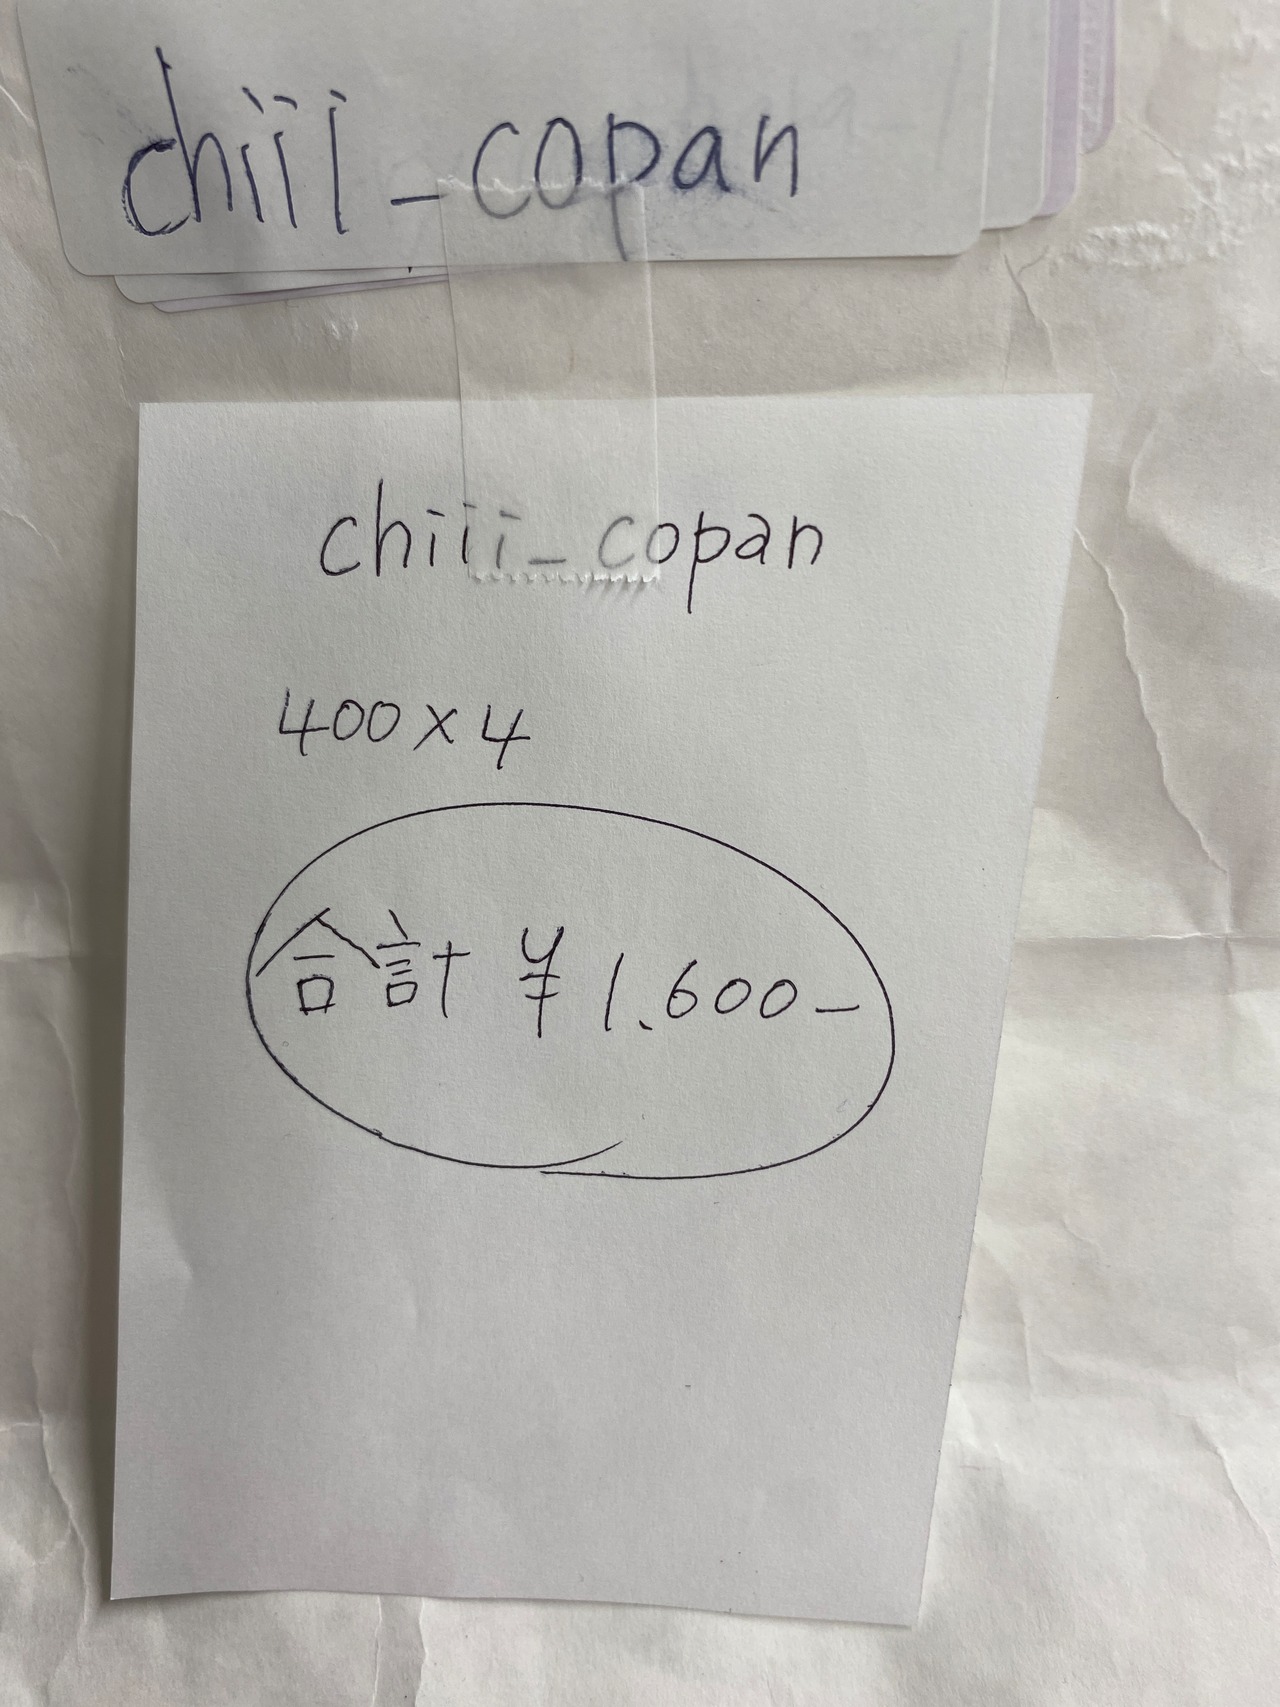 chiii_copan
chiii_copan
400×4
合計 ¥1.600-